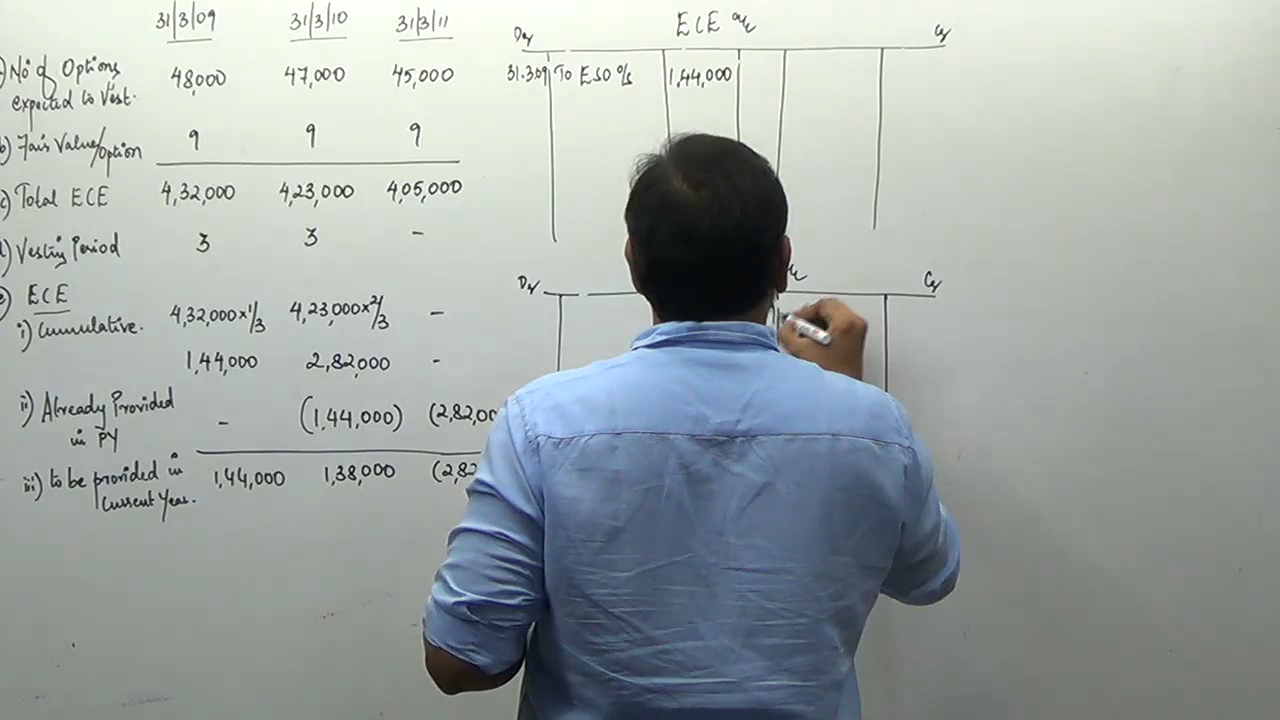 31/3/09 31/3/10 31/3/11
) No of Options 48,000 47,000 45,000
expected to Vest.
b) Fair Value/Option 9 9 9
c) Total ECE 4,32,000 4,23,000 4,05,000
d) Vesting Period 3 3 -
e) ECE
i) Cumulative. 4,32,000 x 1/3 4,23,000 x 2/3 -
1,44,000 2,82,000 -
ii) Already Provided - (1,44,000) (2,82,00
in PY
iii) to be provided in 1,44,000 1,38,000 (2,82
Current Year.
Dr ECE a/c Cr
31.3.09 To ESO o/s 1,44,000
Dr a/c Cr